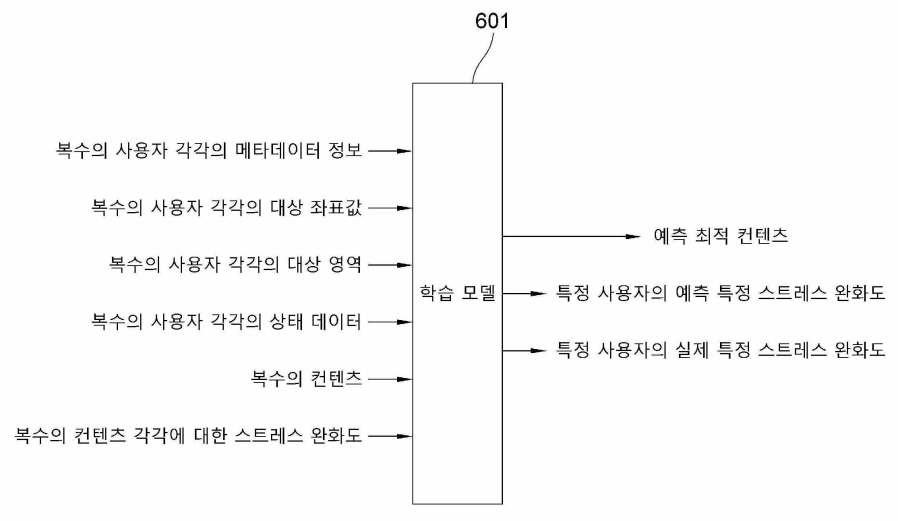 601
복수의 사용자 각각의 메타데이터 정보
복수의 사용자 각각의 대상 좌표값
복수의 사용자 각각의 대상 영역
복수의 사용자 각각의 상태 데이터
복수의 컨텐츠
복수의 컨텐츠 각각에 대한 스트레스 완화도
학습 모델
예측 최적 컨텐츠
특정 사용자의 예측 특정 스트레스 완화도
특정 사용자의 실제 특정 스트레스 완화도